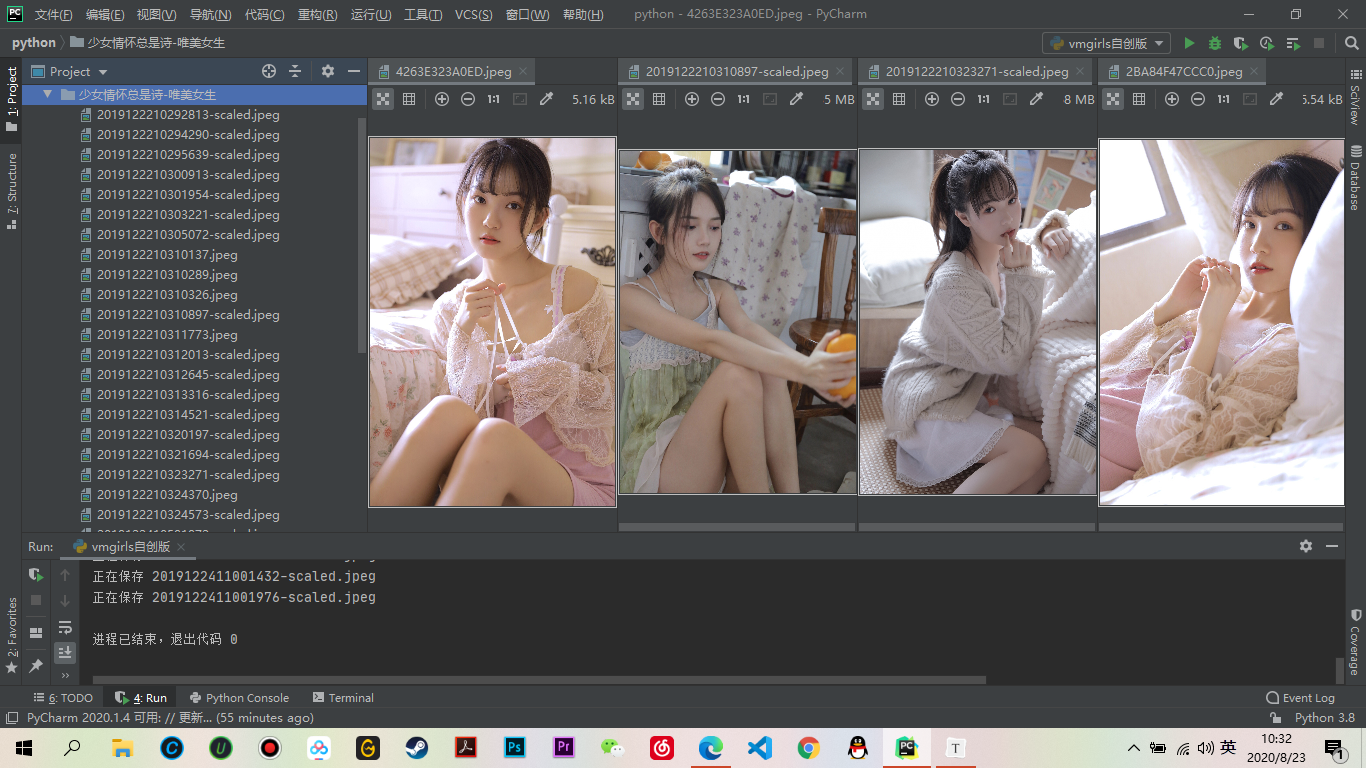 文件(F) 编辑(E) 视图(V) 导航(N) 代码(C) 重构(R) 运行(U) 工具(T) VCS(S) 窗口(W) 帮助(H) python - 4263E323A0ED.jpeg - PyCharm
python 少女情怀总是诗-唯美女生 vmgirls自创版
Project
4263E323A0ED.jpeg 2019122210310897-scaled.jpeg 2019122210323271-scaled.jpeg 2BA84F47CCC0.jpeg
1:1 5.16 kB 1:1 5 MB 1:1 8 MB 1:1 5.54 kB
少女情怀总是诗-唯美女生
2019122210292813-scaled.jpeg
2019122210294290-scaled.jpeg
2019122210295639-scaled.jpeg
2019122210300913-scaled.jpeg
2019122210301954-scaled.jpeg
2019122210303221-scaled.jpeg
2019122210305072-scaled.jpeg
2019122210310137.jpeg
2019122210310289.jpeg
2019122210310326.jpeg
2019122210310897-scaled.jpeg
2019122210311773.jpeg
2019122210312013-scaled.jpeg
2019122210312645-scaled.jpeg
2019122210313316-scaled.jpeg
2019122210314521-scaled.jpeg
2019122210320197-scaled.jpeg
2019122210321694-scaled.jpeg
2019122210323271-scaled.jpeg
2019122210324370.jpeg
2019122210324573-scaled.jpeg
1: Project
7: Structure
2: Favorites
SciView
Database
Coverage
Run: vmgirls自创版
正在保存 2019122411001432-scaled.jpeg
正在保存 2019122411001976-scaled.jpeg
进程已结束，退出代码 0
6: TODO 4: Run Python Console Terminal Event Log
PyCharm 2020.1.4 可用: // 更新... (55 minutes ago) Python 3.8
英 10:32
2020/8/23